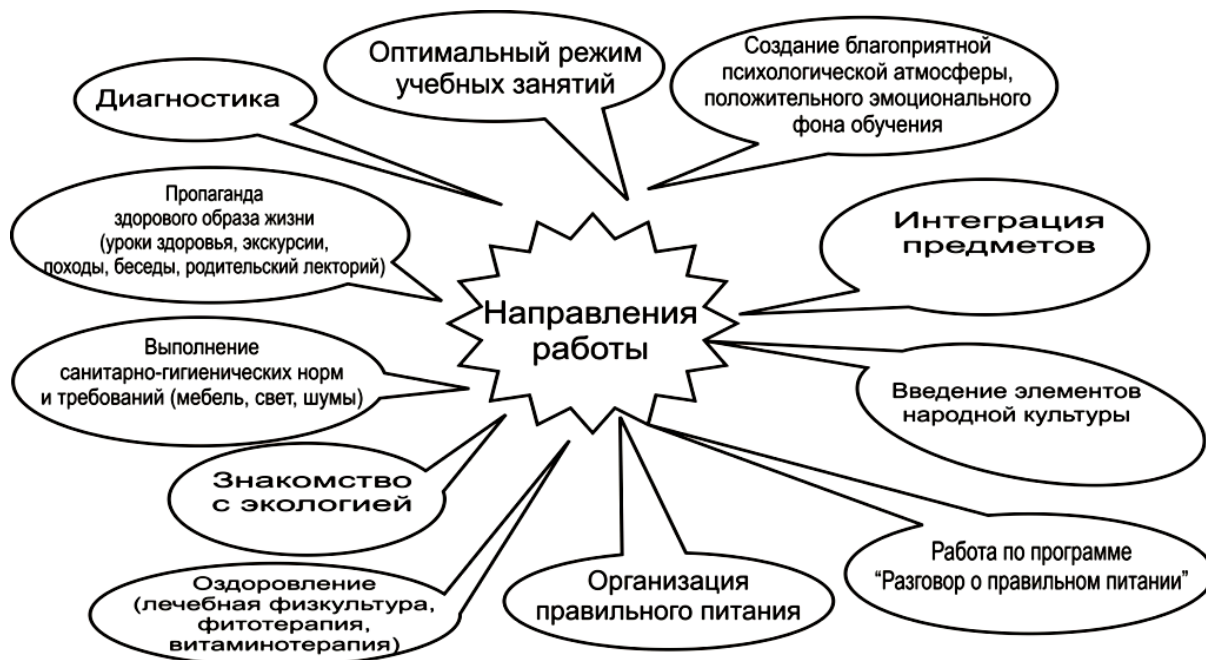 Оптимальный режим
учебных занятий
Создание благоприятной
психологической атмосферы,
положительного эмоционального
фона обучения
Диагностика
Пропаганда
здорового образа жизни
(уроки здоровья, экскурсии,
походы, беседы, родительский лекторий)
Интеграция
предметов
Направления
работы
Выполнение
санитарно-гигиенических норм
и требований (мебель, свет, шумы)
Введение элементов
народной культуры
Знакомство
с экологией
Работа по программе
“Разговор о правильном питании”
Оздоровление
(лечебная физкультура,
фитотерапия,
витаминотерапия)
Организация
правильного питания